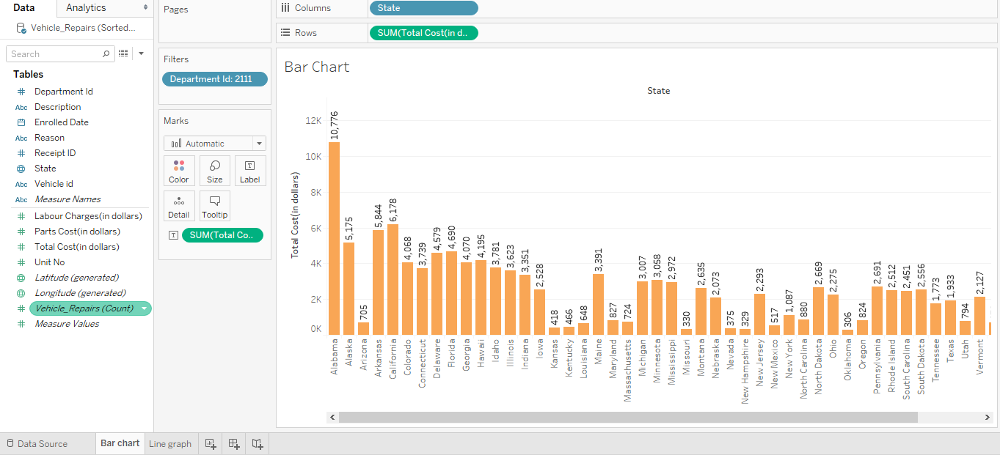 Data
Analytics
Vehicle_Repairs (Sorted...
Search
Tables
Department Id
Abc Description
Enrolled Date
Abc Reason
Receipt ID
State
Abc Vehicle id
Abc Measure Names
Labour Charges(in dollars)
Parts Cost(in dollars)
Total Cost(in dollars)
Unit No
Latitude (generated)
Longitude (generated)
Vehicle_Repairs (Count)
Measure Values
Pages
Filters
Department Id: 2111
Marks
Automatic
Color
Size
T
Label
Detail
Tooltip
T SUM(Total Co..
Columns
State
Rows
SUM(Total Cost(in d..
Bar Chart
State
Total Cost(in dollars)
12K
10K
8K
6K
4K
2K
0K
10,776
5,175
705
5,844
6,178
4,068
3,739
4,579
4,690
4,070
4,195
3,781
3,623
3,351
2,528
418
466
648
3,391
827
724
3,007
3,058
2,972
330
2,635
2,073
375
329
2,293
517
1,087
880
2,669
2,275
306
824
2,691
2,512
2,451
2,556
1,773
1,933
794
2,127
Alabama
Alaska
Arizona
Arkansas
California
Colorado
Connecticut
Delaware
Florida
Georgia
Hawaii
Idaho
Illinois
Indiana
Iowa
Kansas
Kentucky
Louisiana
Maine
Maryland
Massachusetts
Michigan
Minnesota
Mississippi
Missouri
Montana
Nebraska
Nevada
New Hampshire
New Jersey
New Mexico
New York
North Carolina
North Dakota
Ohio
Oklahoma
Oregon
Pennsylvania
Rhode Island
South Carolina
South Dakota
Tennessee
Texas
Utah
Vermont
Data Source
Bar chart
Line graph